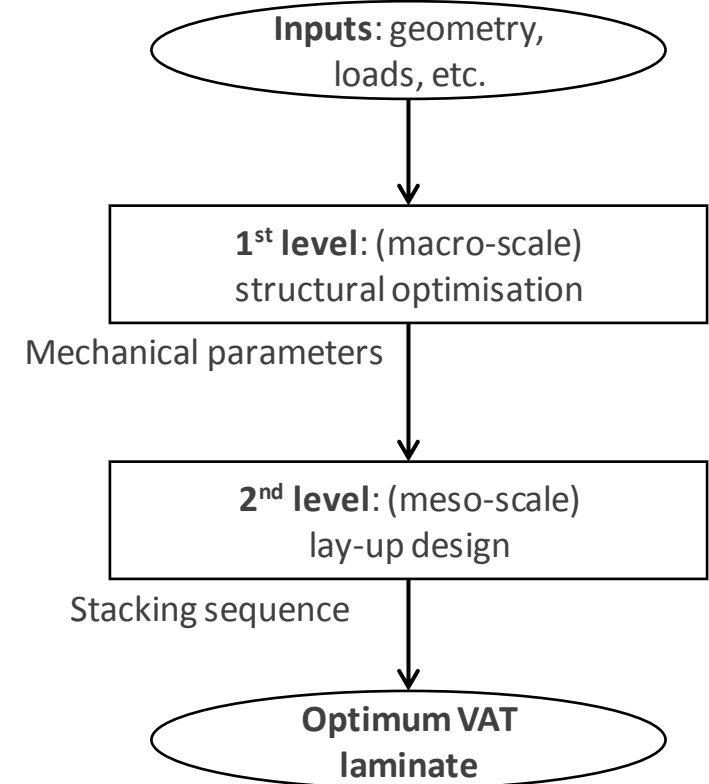 Inputs: geometry,
loads, etc.
1st level: (macro-scale)
structural optimisation
Mechanical parameters
2nd level: (meso-scale)
lay-up design
Stacking sequence
Optimum VAT
laminate